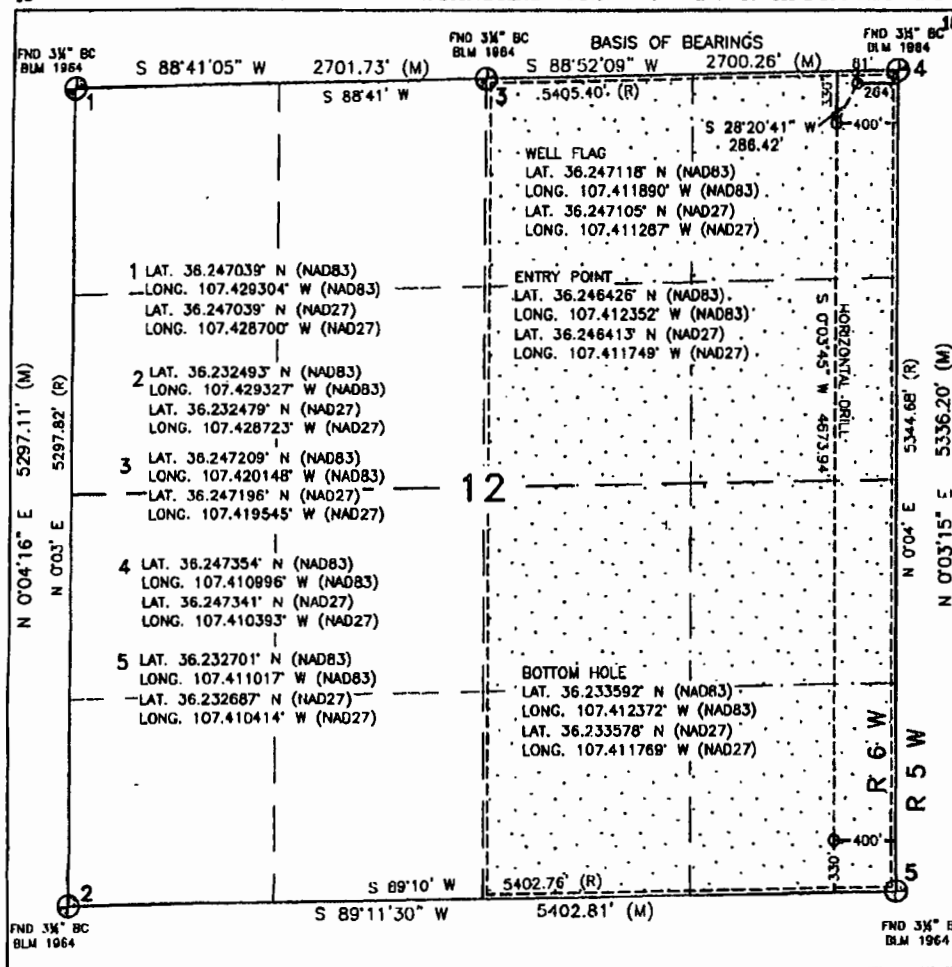 FND 3¼" BC
BLM 1964
S 88°41'05" W 2701.73' (M)
S 88°41' W
FND 3¼" BC
BLM 1964
BASIS OF BEARINGS
S 88°52'09" W 2700.26' (M)
5405.40' (R)
FND 3¼" BC
BLM 1964
1
3
4
81'
264'
330'
400'
S 28°20'41" W
286.42'
WELL FLAG
LAT. 36.247118° N (NAD83)
LONG. 107.411890° W (NAD83)
LAT. 36.247105° N (NAD27)
LONG. 107.411287° W (NAD27)
ENTRY POINT
LAT. 36.246426° N (NAD83)
LONG. 107.412352° W (NAD83)
LAT. 36.246413° N (NAD27)
LONG. 107.411749° W (NAD27)
1 LAT. 36.247039° N (NAD83)
LONG. 107.429304° W (NAD83)
LAT. 36.247039° N (NAD27)
LONG. 107.428700° W (NAD27)
2 LAT. 36.232493° N (NAD83)
LONG. 107.429327° W (NAD83)
LAT. 36.232479° N (NAD27)
LONG. 107.428723° W (NAD27)
3 LAT. 36.247209° N (NAD83)
LONG. 107.420148° W (NAD83)
LAT. 36.247196° N (NAD27)
LONG. 107.419545° W (NAD27)
4 LAT. 36.247354° N (NAD83)
LONG. 107.410996° W (NAD83)
LAT. 36.247341° N (NAD27)
LONG. 107.410393° W (NAD27)
5 LAT. 36.232701° N (NAD83)
LONG. 107.411017° W (NAD83)
LAT. 36.232687° N (NAD27)
LONG. 107.410414° W (NAD27)
N 0°04'16" E 5297.11' (M)
N 0°03' E 5297.82' (R)
12
HORIZONTAL DRILL
S 0°03'45" W 4673.94'
N 0°04' E 5344.68' (R)
N 0°03'15" E 5336.20' (M)
BOTTOM HOLE
LAT. 36.233592° N (NAD83)
LONG. 107.412372° W (NAD83)
LAT. 36.233578° N (NAD27)
LONG. 107.411769° W (NAD27)
R 6 W
R 5 W
400'
330'
2
5
S 89°10' W 5402.76' (R)
S 89°11'30" W 5402.81' (M)
FND 3¼" BC
BLM 1964
FND 3¼" B
BLM 1964